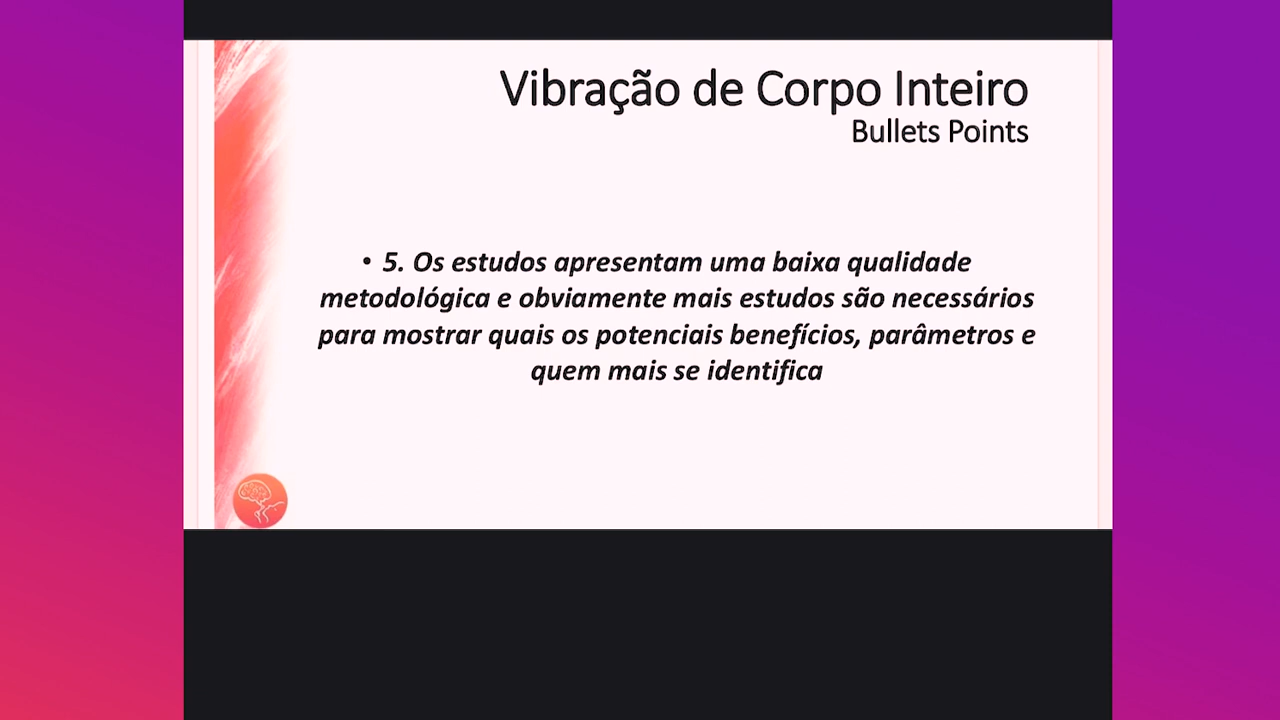 Vibração de Corpo Inteiro
Bullets Points
• 5. Os estudos apresentam uma baixa qualidade
metodológica e obviamente mais estudos são necessários
para mostrar quais os potenciais benefícios, parâmetros e
quem mais se identifica